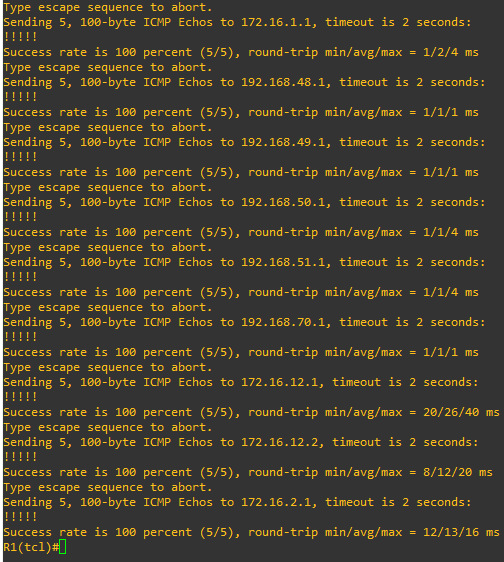 Type escape sequence to abort.
Sending 5, 100-byte ICMP Echos to 172.16.1.1, timeout is 2 seconds:
!!!!!
Success rate is 100 percent (5/5), round-trip min/avg/max = 1/2/4 ms
Type escape sequence to abort.
Sending 5, 100-byte ICMP Echos to 192.168.48.1, timeout is 2 seconds:
!!!!!
Success rate is 100 percent (5/5), round-trip min/avg/max = 1/1/1 ms
Type escape sequence to abort.
Sending 5, 100-byte ICMP Echos to 192.168.49.1, timeout is 2 seconds:
!!!!!
Success rate is 100 percent (5/5), round-trip min/avg/max = 1/1/1 ms
Type escape sequence to abort.
Sending 5, 100-byte ICMP Echos to 192.168.50.1, timeout is 2 seconds:
!!!!!
Success rate is 100 percent (5/5), round-trip min/avg/max = 1/1/4 ms
Type escape sequence to abort.
Sending 5, 100-byte ICMP Echos to 192.168.51.1, timeout is 2 seconds:
!!!!!
Success rate is 100 percent (5/5), round-trip min/avg/max = 1/1/4 ms
Type escape sequence to abort.
Sending 5, 100-byte ICMP Echos to 192.168.70.1, timeout is 2 seconds:
!!!!!
Success rate is 100 percent (5/5), round-trip min/avg/max = 1/1/1 ms
Type escape sequence to abort.
Sending 5, 100-byte ICMP Echos to 172.16.12.1, timeout is 2 seconds:
!!!!!
Success rate is 100 percent (5/5), round-trip min/avg/max = 20/26/40 ms
Type escape sequence to abort.
Sending 5, 100-byte ICMP Echos to 172.16.12.2, timeout is 2 seconds:
!!!!!
Success rate is 100 percent (5/5), round-trip min/avg/max = 8/12/20 ms
Type escape sequence to abort.
Sending 5, 100-byte ICMP Echos to 172.16.2.1, timeout is 2 seconds:
!!!!!
Success rate is 100 percent (5/5), round-trip min/avg/max = 12/13/16 ms
R1(tcl)#